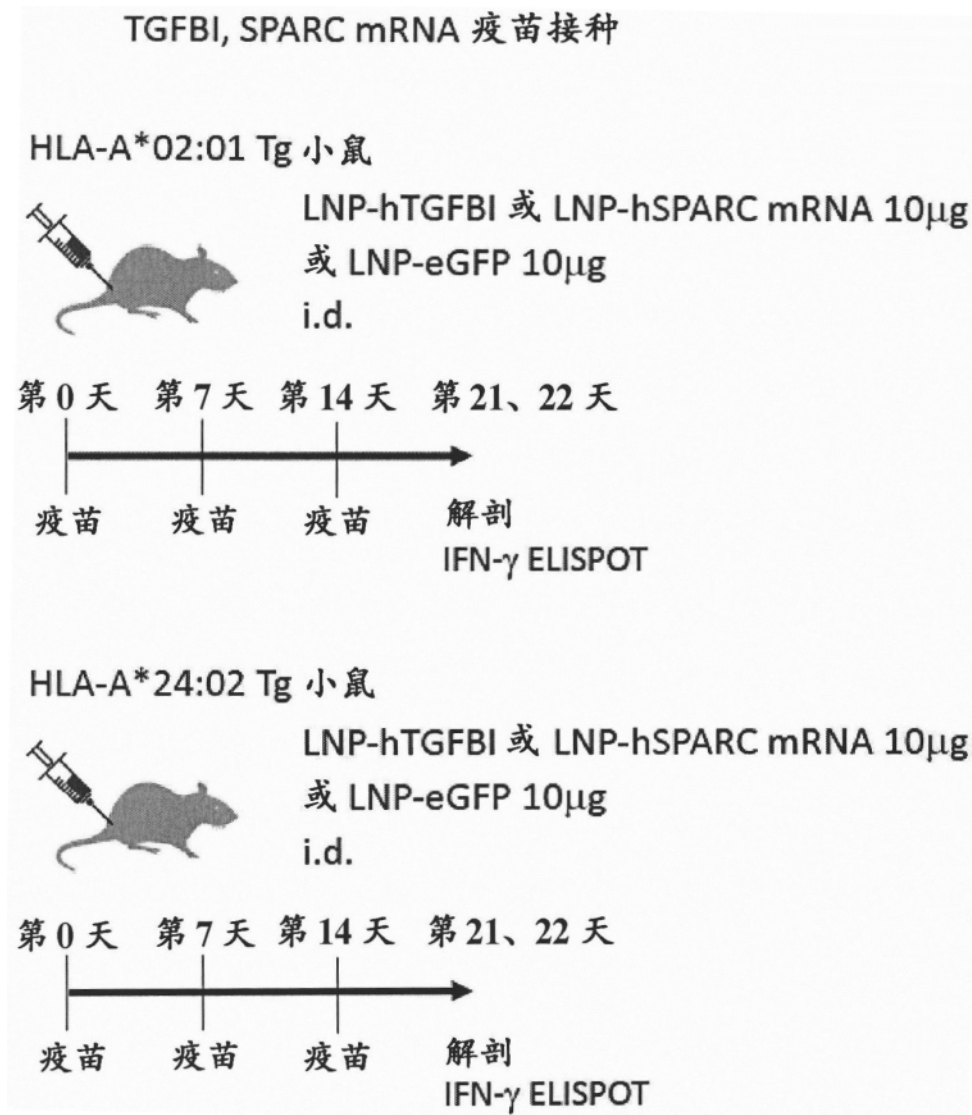 TGFBI, SPARC mRNA 疫苗接种
HLA-A*02:01 Tg 小鼠
LNP-hTGFBI 或 LNP-hSPARC mRNA 10μg
或 LNP-eGFP 10μg
i.d.
第 0 天 第 7 天 第 14 天 第 21、22 天
疫苗 疫苗 疫苗 解剖
IFN-γ ELISPOT
HLA-A*24:02 Tg 小鼠
LNP-hTGFBI 或 LNP-hSPARC mRNA 10μg
或 LNP-eGFP 10μg
i.d.
第 0 天 第 7 天 第 14 天 第 21、22 天
疫苗 疫苗 疫苗 解剖
IFN-γ ELISPOT